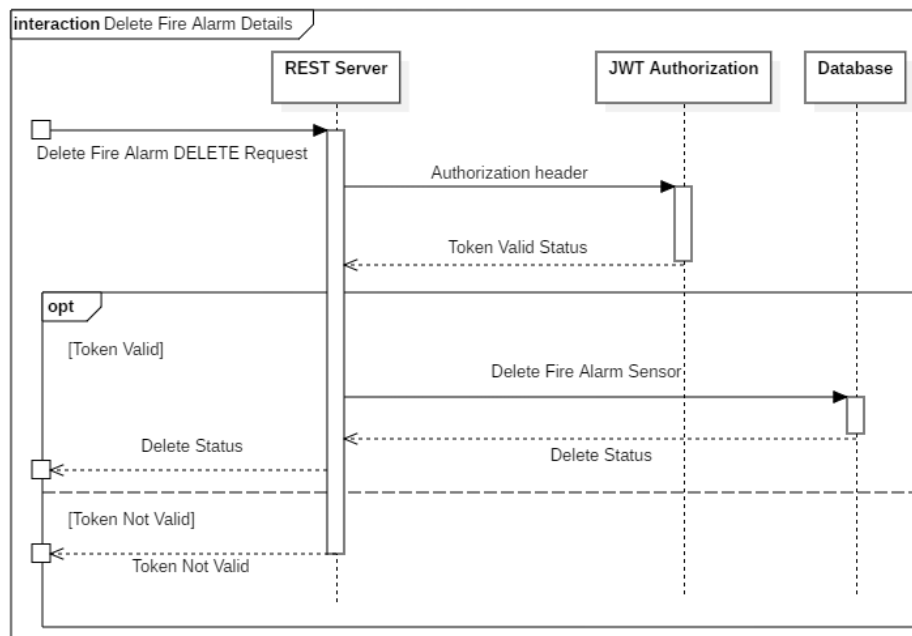 interaction Delete Fire Alarm Details
REST Server
JWT Authorization
Database
Delete Fire Alarm DELETE Request
Authorization header
Token Valid Status
opt
[Token Valid]
Delete Fire Alarm Sensor
Delete Status
Delete Status
[Token Not Valid]
Token Not Valid